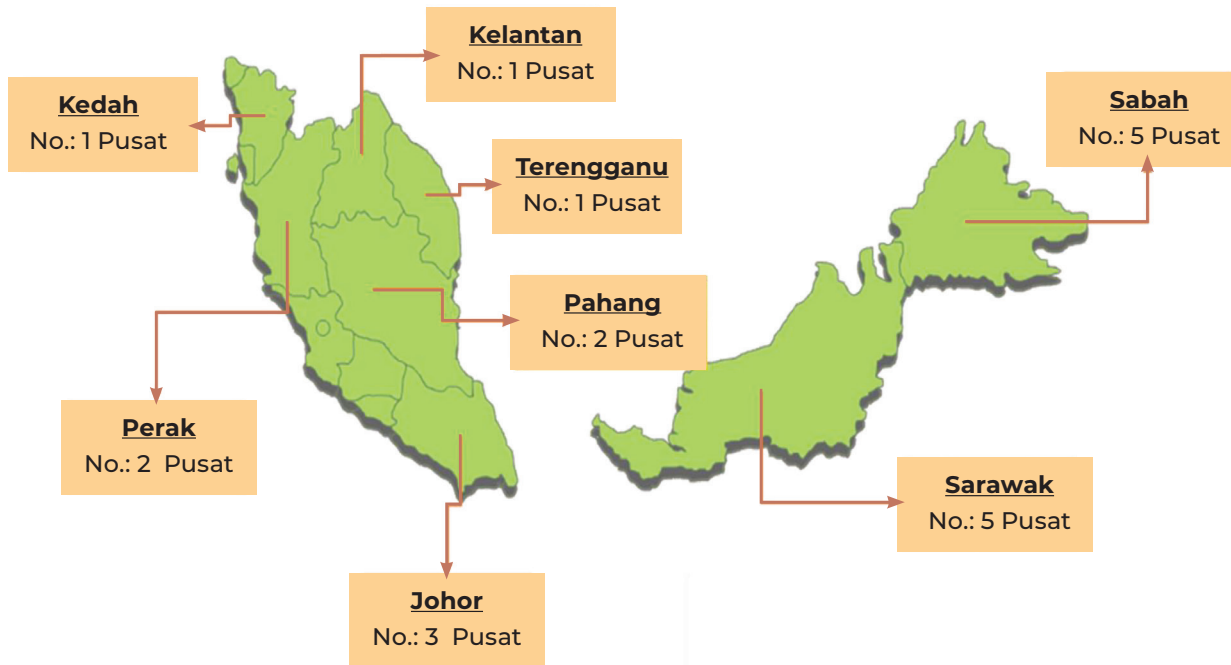 Kelantan
No.: 1 Pusat
Kedah
No.: 1 Pusat
Sabah
No.: 5 Pusat
Terengganu
No.: 1 Pusat
Pahang
No.: 2 Pusat
Perak
No.: 2 Pusat
Sarawak
No.: 5 Pusat
Johor
No.: 3 Pusat